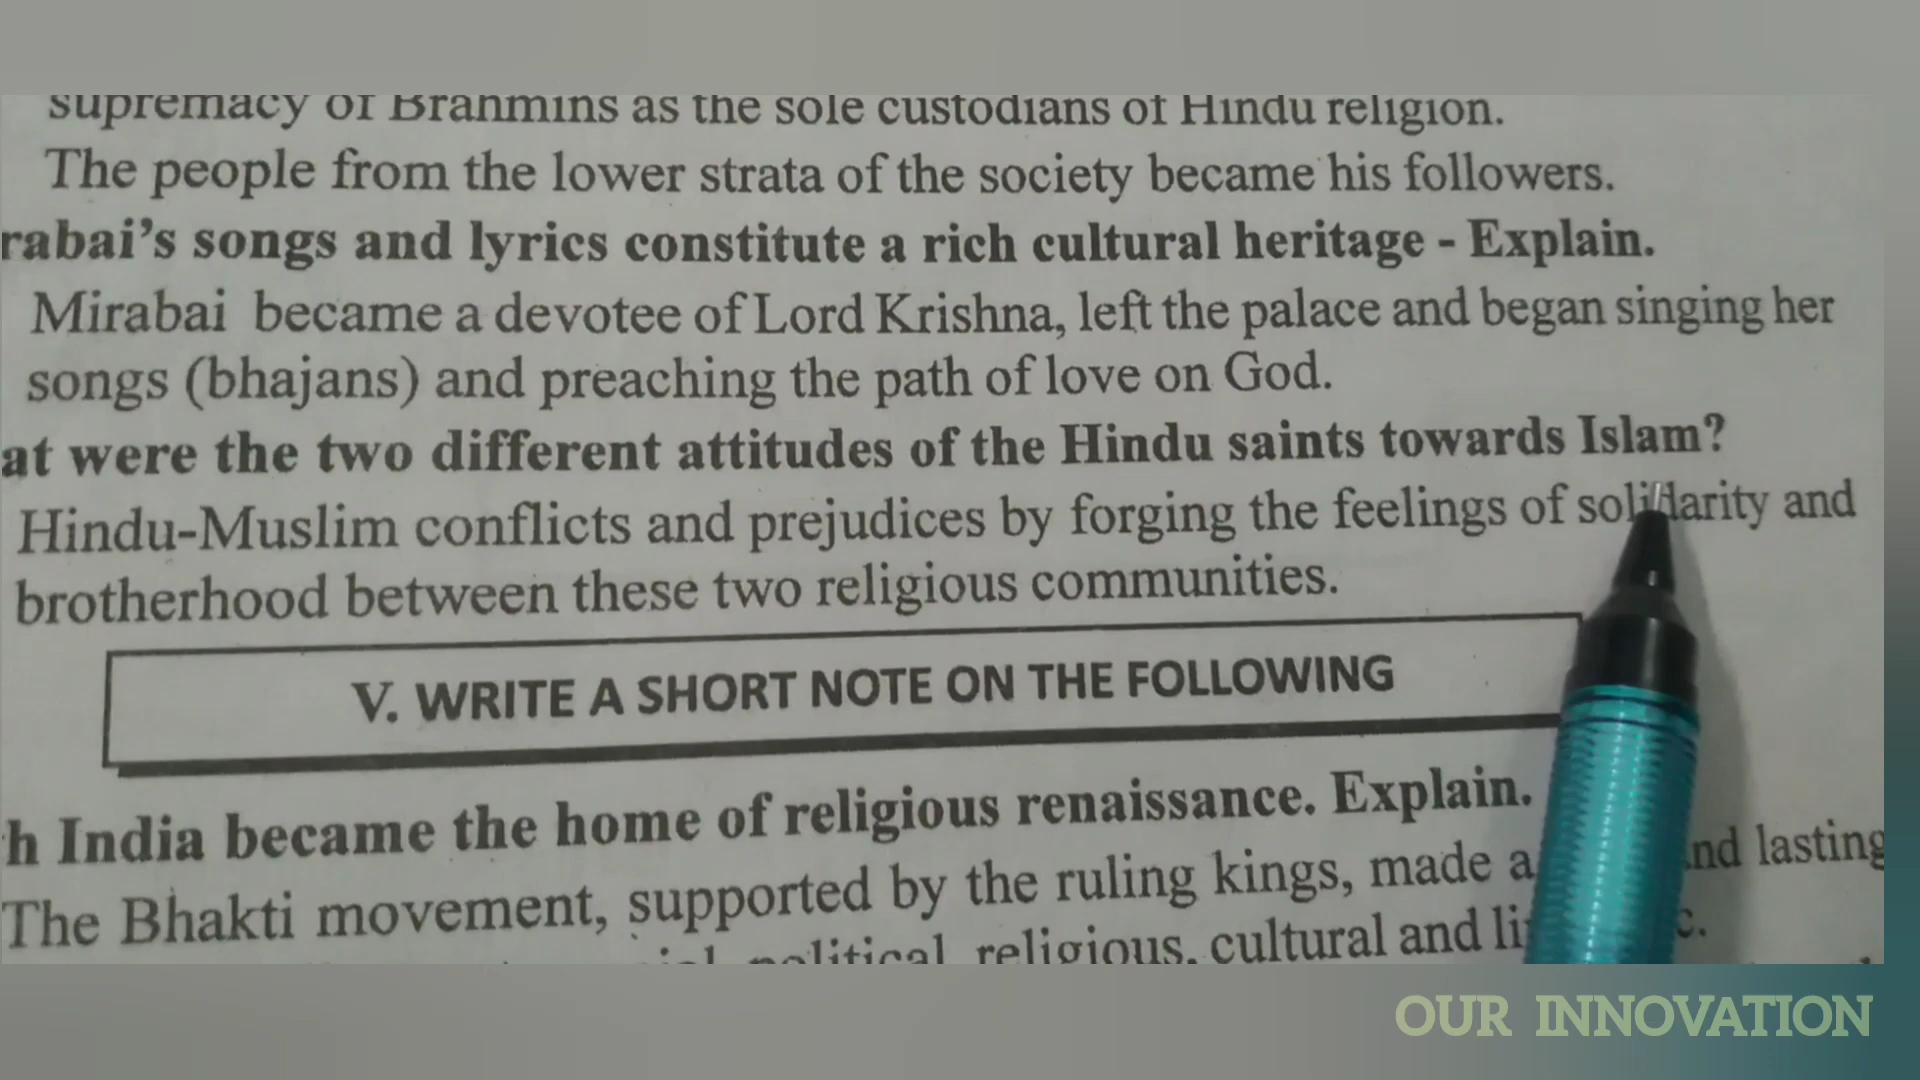 supremacy of Brahmins as the sole custodians of Hindu religion.
The people from the lower strata of the society became his followers.
rabai's songs and lyrics constitute a rich cultural heritage - Explain.
Mirabai became a devotee of Lord Krishna, left the palace and began singing her
songs (bhajans) and preaching the path of love on God.
at were the two different attitudes of the Hindu saints towards Islam?
Hindu-Muslim conflicts and prejudices by forging the feelings of solidarity and
brotherhood between these two religious communities.
V. WRITE A SHORT NOTE ON THE FOLLOWING
h India became the home of religious renaissance. Explain.
The Bhakti movement, supported by the ruling kings, made a nd lasting
political, religious, cultural and li c.
OUR INNOVATION